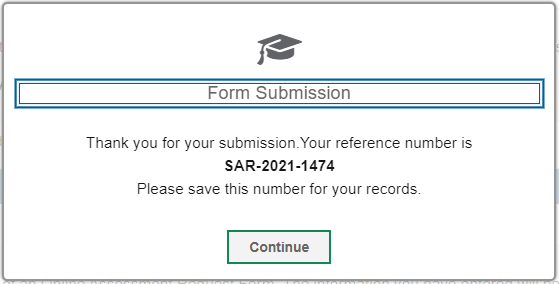 Form Submission
Thank you for your submission.Your reference number is
SAR-2021-1474
Please save this number for your records.
Continue